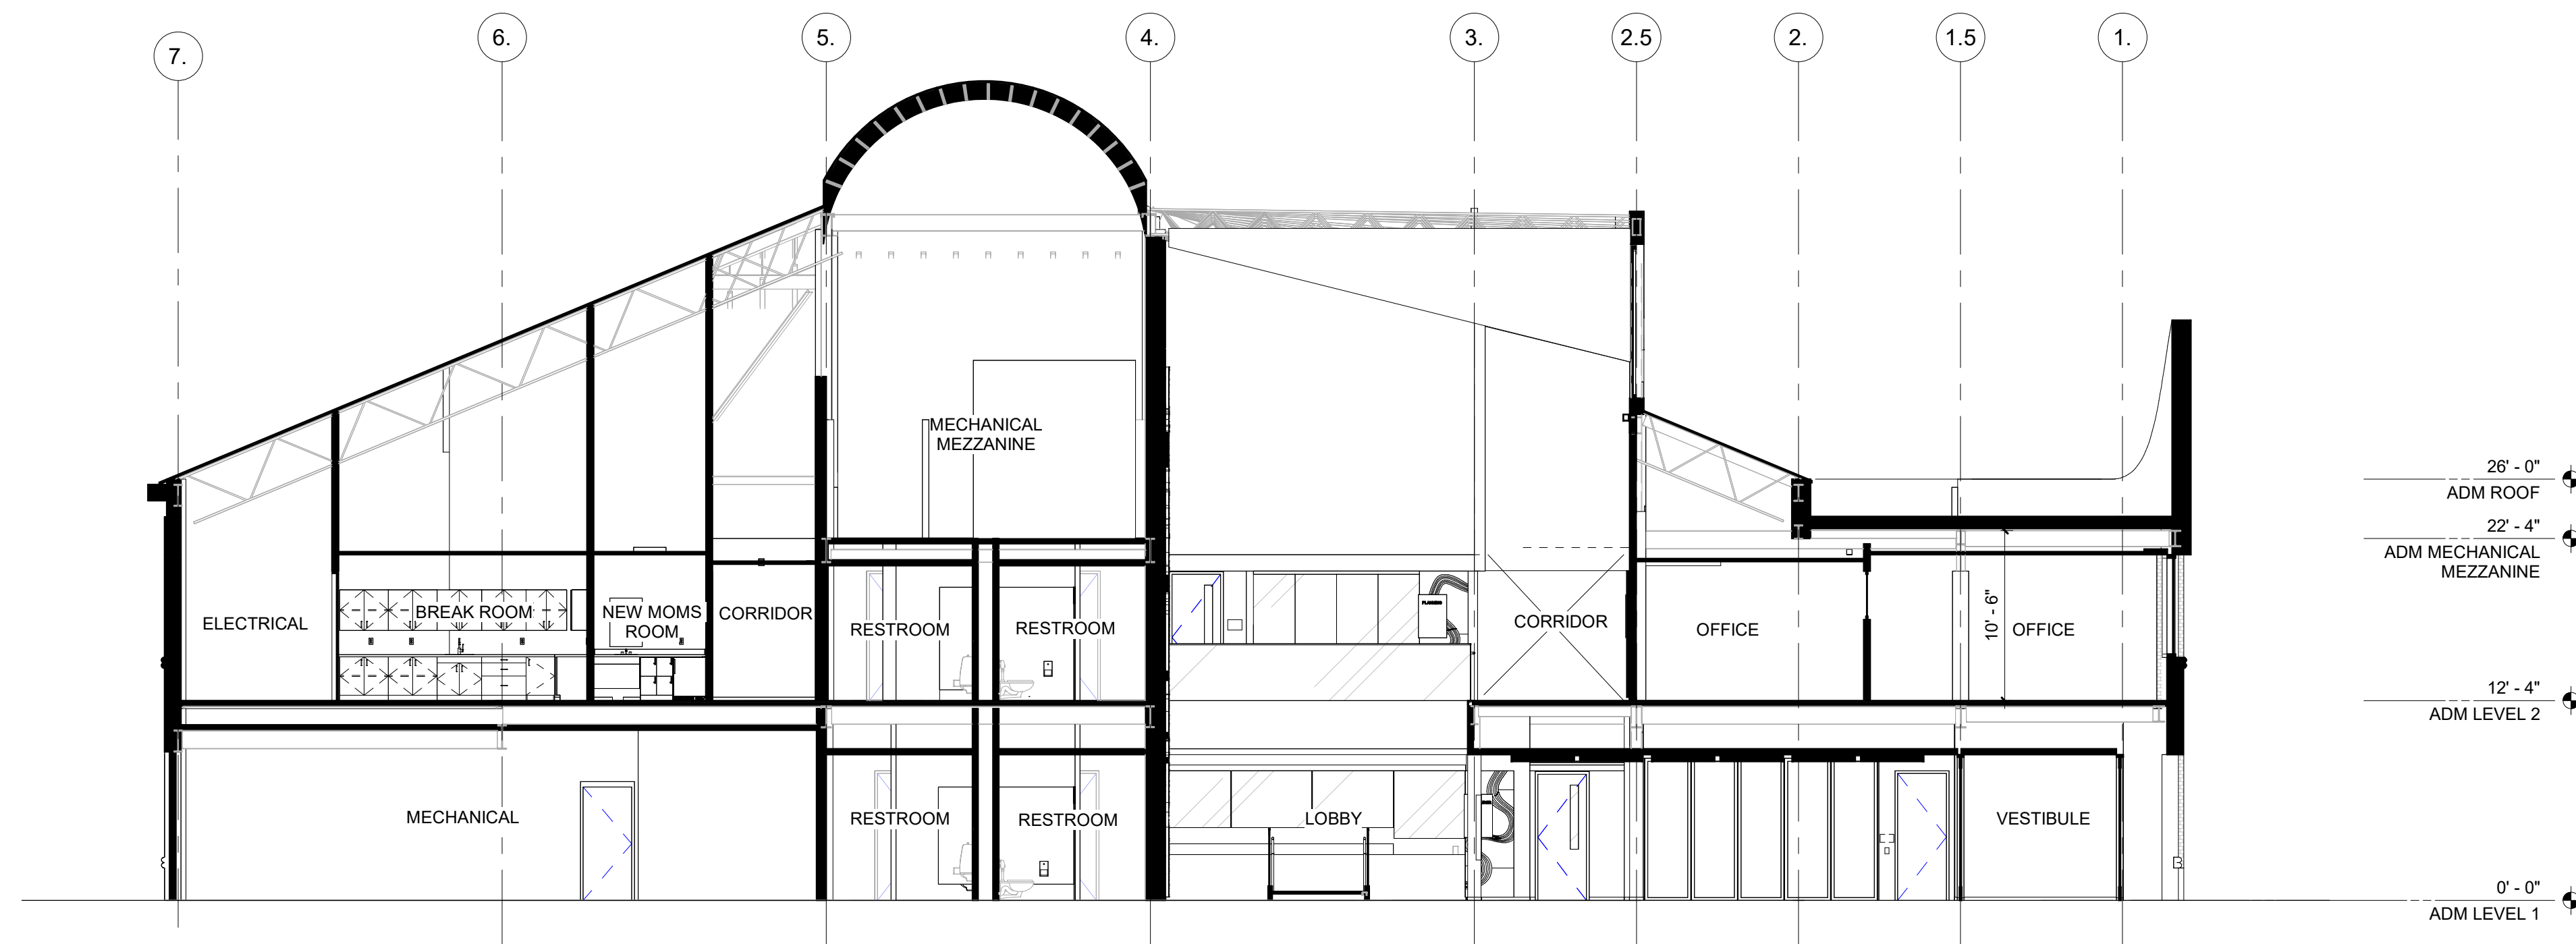 7.
6.
5.
4.
3.
2.5
2.
1.5
1.
MECHANICAL
MEZZANINE
26' - 0"
ADM ROOF
22' - 4"
ADM MECHANICAL
MEZZANINE
ELECTRICAL
BREAK ROOM
NEW MOMS
ROOM
CORRIDOR
RESTROOM
RESTROOM
PLANNING
CORRIDOR
OFFICE
10' - 6"
OFFICE
12' - 4"
ADM LEVEL 2
MECHANICAL
RESTROOM
RESTROOM
LOBBY
VESTIBULE
0' - 0"
ADM LEVEL 1